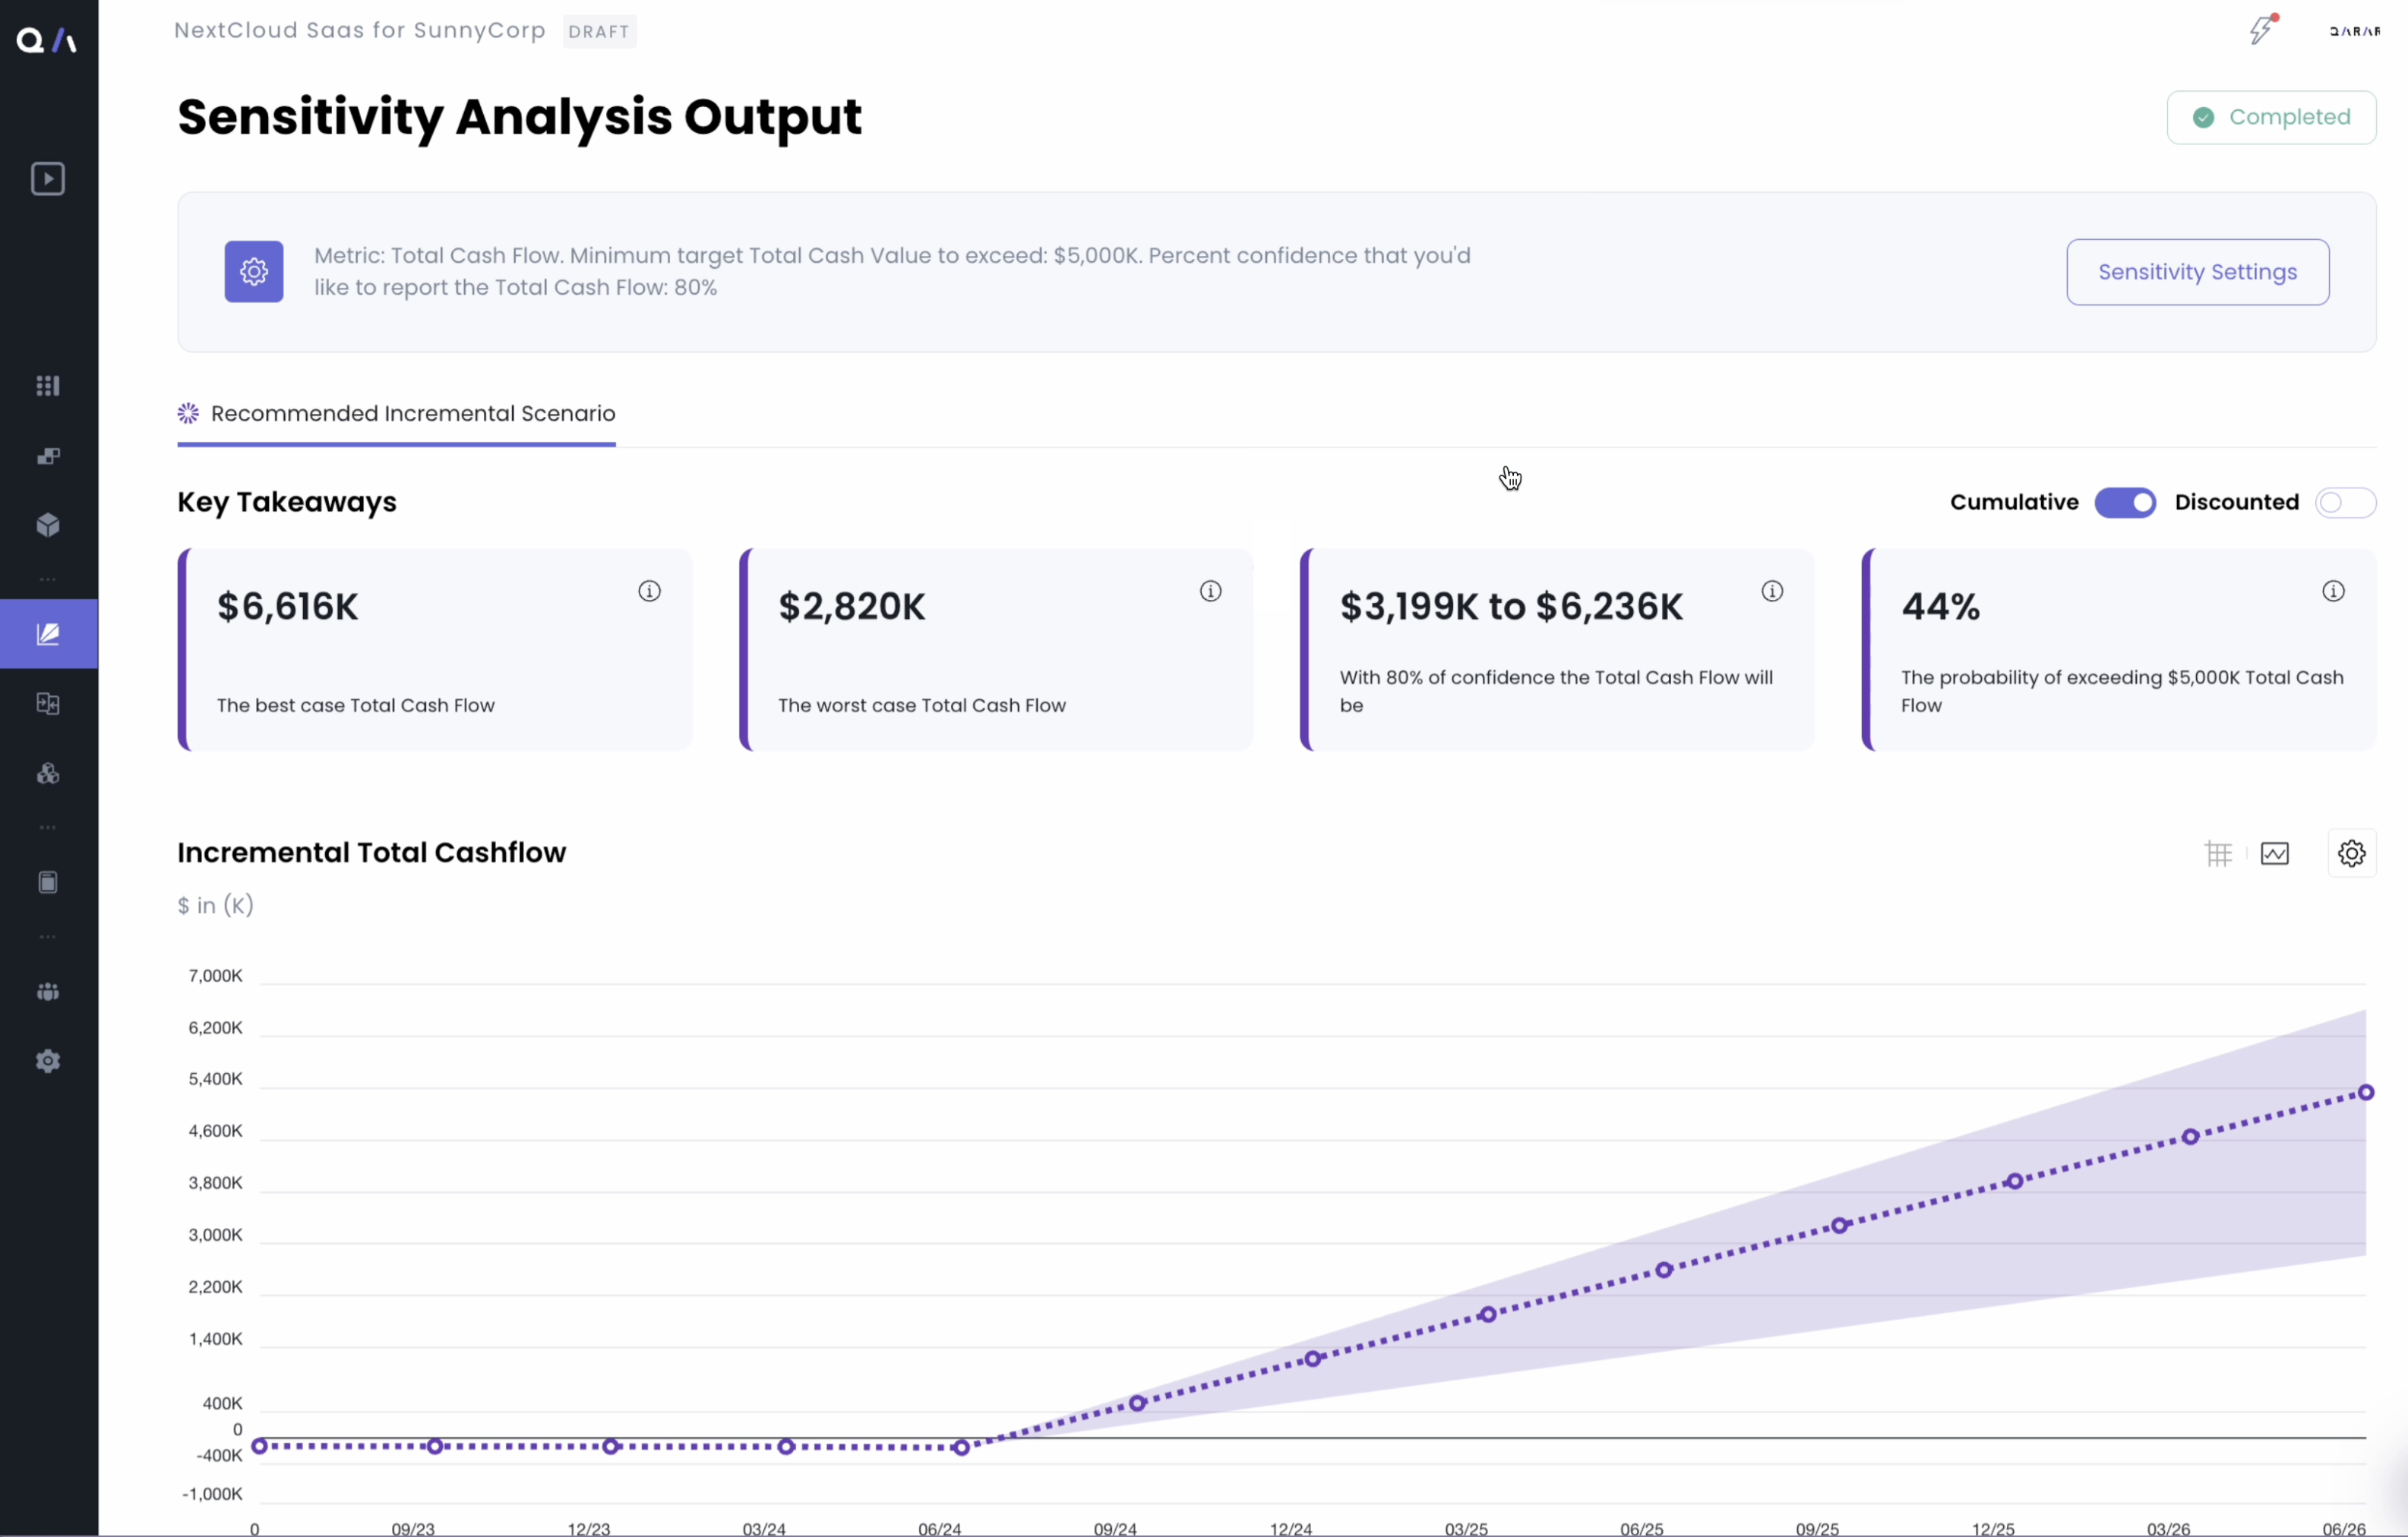 NextCloud Saas for SunnyCorp DRAFT
QARAR
Sensitivity Analysis Output
Completed
Metric: Total Cash Flow. Minimum target Total Cash Value to exceed: $5,000K. Percent confidence that you'd
like to report the Total Cash Flow: 80%
Sensitivity Settings
Recommended Incremental Scenario
Key Takeaways
Cumulative
Discounted
$6,616K
The best case Total Cash Flow
$2,820K
The worst case Total Cash Flow
$3,199K to $6,236K
With 80% of confidence the Total Cash Flow will
be
44%
The probability of exceeding $5,000K Total Cash
Flow
Incremental Total Cashflow
$ in (K)
7,000K
6,200K
5,400K
4,600K
3,800K
3,000K
2,200K
1,400K
400K
0
-400K
-1,000K
0 09/23 12/23 03/24 06/24 09/24 12/24 03/25 06/25 09/25 12/25 03/26 06/26